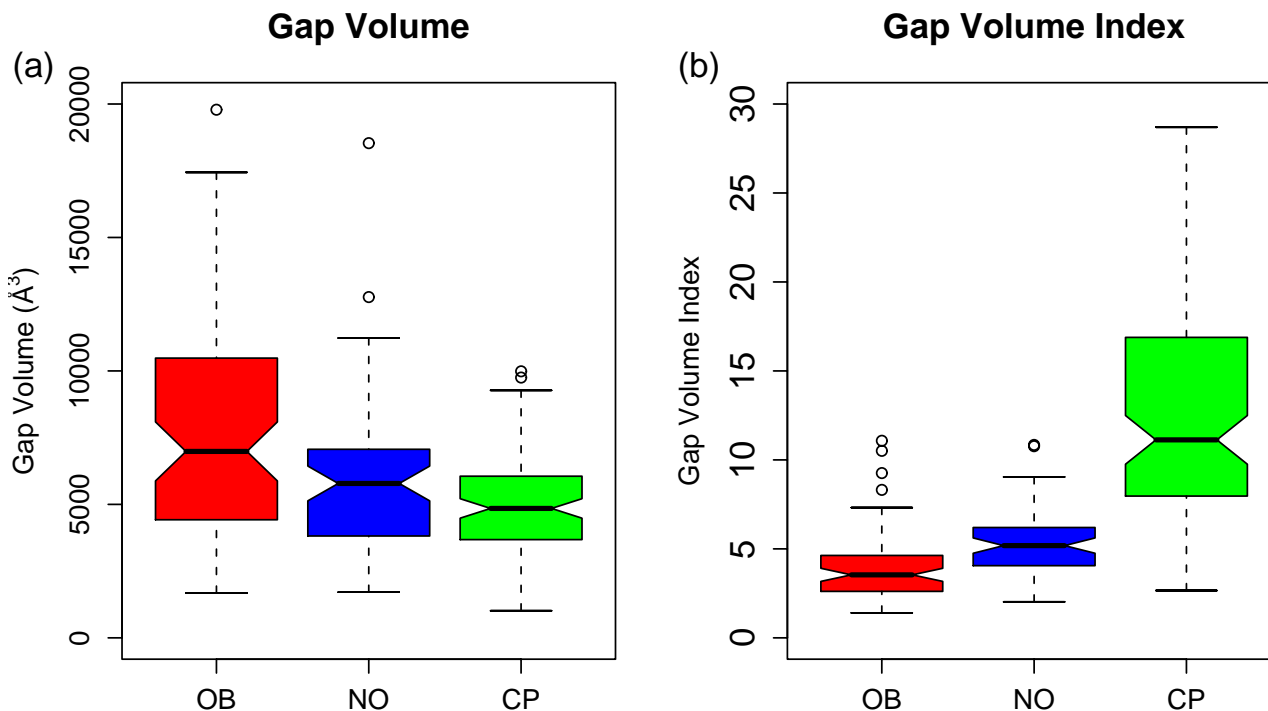 Gap Volume
(a)
Gap Volume (Å3)
20000
15000
10000
5000
0
OB NO CP
Gap Volume Index
(b)
Gap Volume Index
30
25
20
15
10
5
0
OB NO CP